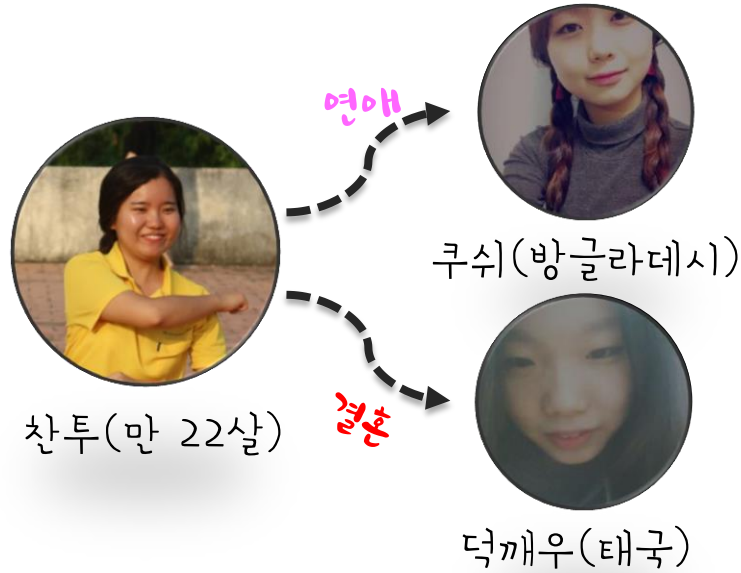 연애
쿠쉬(방글라데시)
찬투(만 22살)
결혼
덕깨우(태국)